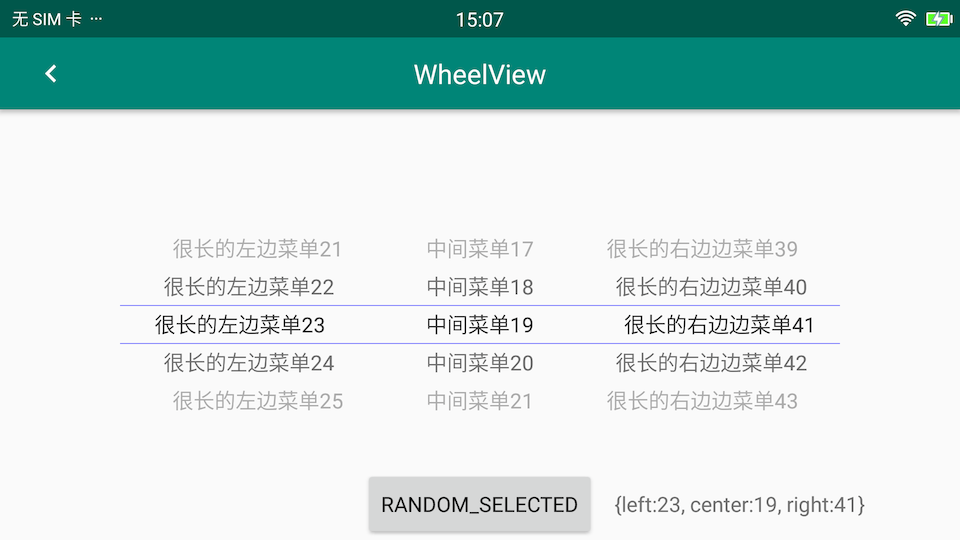 无 SIM 卡 ··· 15:07
WheelView
很长的左边菜单21 中间菜单17 很长的右边边菜单39
很长的左边菜单22 中间菜单18 很长的右边边菜单40
很长的左边菜单23 中间菜单19 很长的右边边菜单41
很长的左边菜单24 中间菜单20 很长的右边边菜单42
很长的左边菜单25 中间菜单21 很长的右边边菜单43
RANDOM_SELECTED {left:23, center:19, right:41}